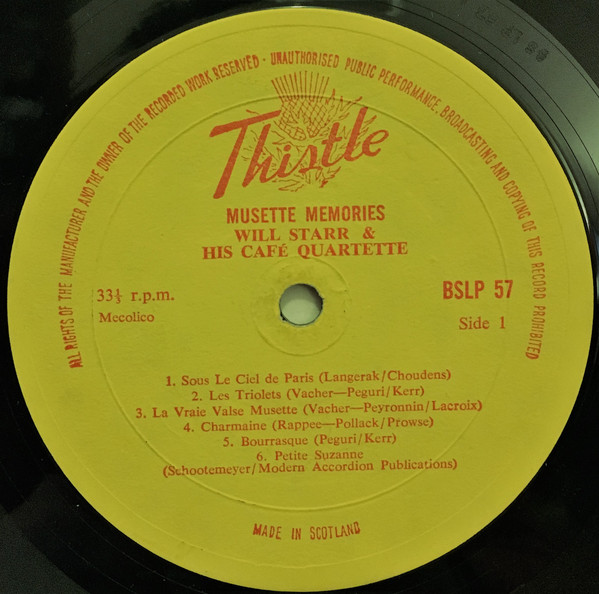 ALL RIGHTS OF THE MANUFACTURER AND THE OWNER OF THE RECORDED WORK RESERVED · UNAUTHORISED PUBLIC PERFORMANCE, BROADCASTING AND COPYING OF THIS RECORD PROHIBITED
Thistle
MUSETTE MEMORIES
WILL STARR &
HIS CAFÉ QUARTETTE
33⅓ r.p.m.
BSLP 57
Mecolico
Side 1
1. Sous Le Ciel de Paris (Langerak/Choudens)
2. Les Triolets (Vacher—Peguri/Kerr)
3. La Vraie Valse Musette (Vacher—Peyronnin/Lacroix)
4. Charmaine (Rappee—Pollack/Prowse)
5. Bourrasque (Peguri/Kerr)
6. Petite Suzanne
(Schootemeyer/Modern Accordion Publications)
MADE IN SCOTLAND